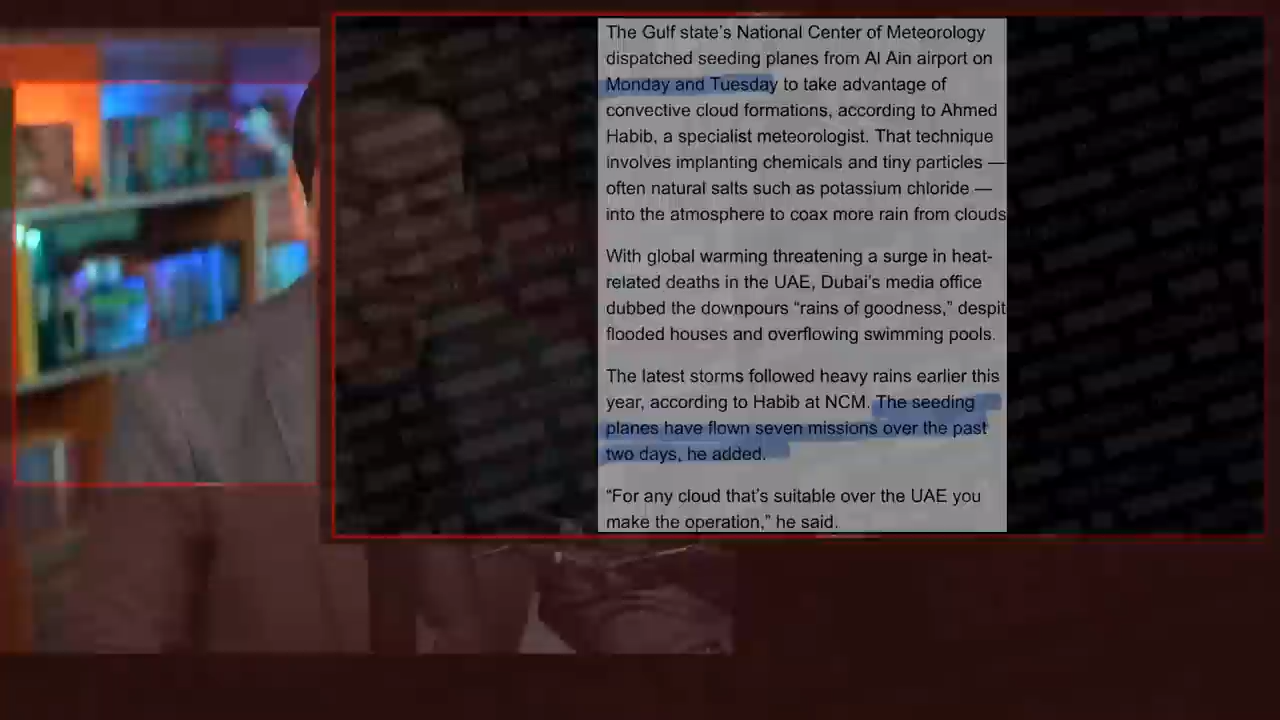 The Gulf state’s National Center of Meteorology
dispatched seeding planes from Al Ain airport on
Monday and Tuesday to take advantage of
convective cloud formations, according to Ahmed
Habib, a specialist meteorologist. That technique
involves implanting chemicals and tiny particles —
often natural salts such as potassium chloride —
into the atmosphere to coax more rain from clouds
With global warming threatening a surge in heat-
related deaths in the UAE, Dubai’s media office
dubbed the downpours “rains of goodness,” despit
flooded houses and overflowing swimming pools.
The latest storms followed heavy rains earlier this
year, according to Habib at NCM. The seeding
planes have flown seven missions over the past
two days, he added.
“For any cloud that’s suitable over the UAE you
make the operation,” he said.